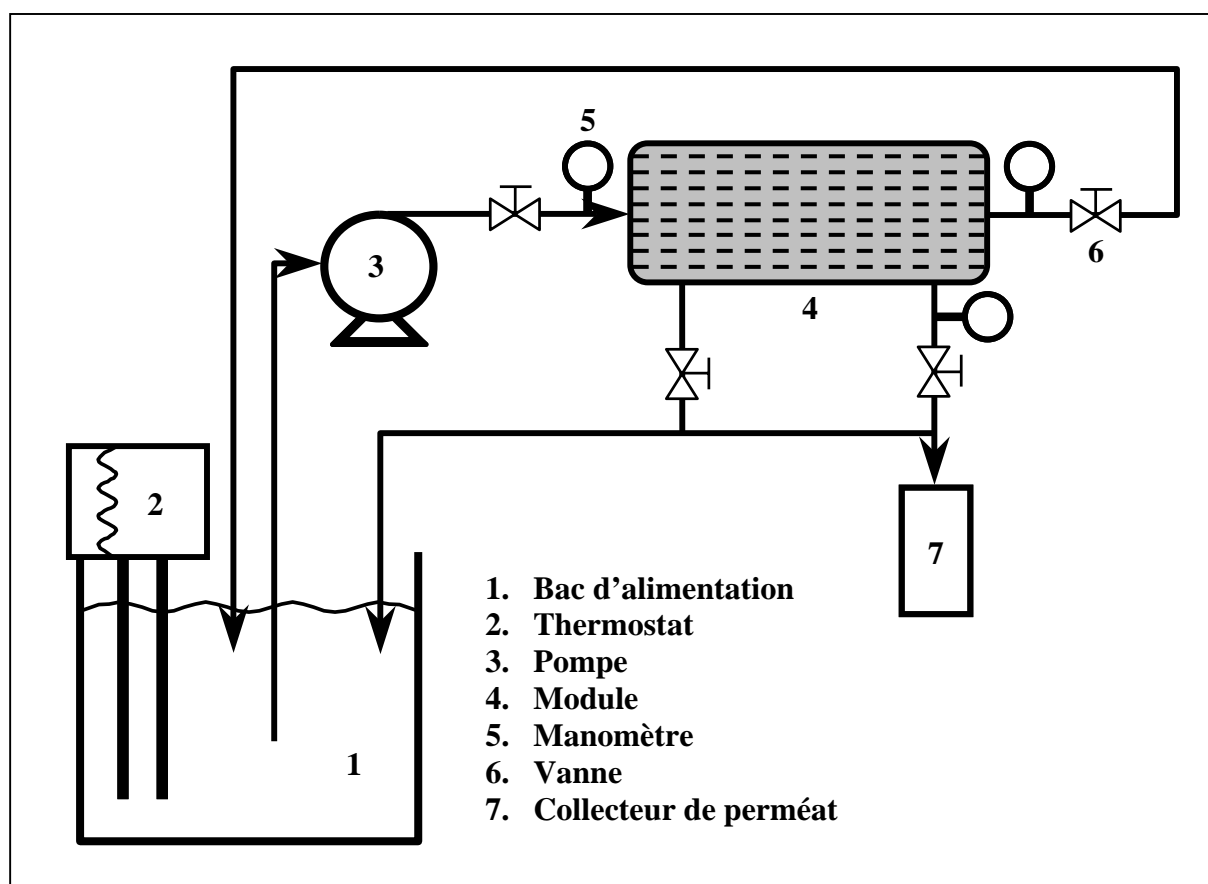 5
3
6
4
2
7
1
1. Bac d’alimentation
2. Thermostat
3. Pompe
4. Module
5. Manomètre
6. Vanne
7. Collecteur de perméat